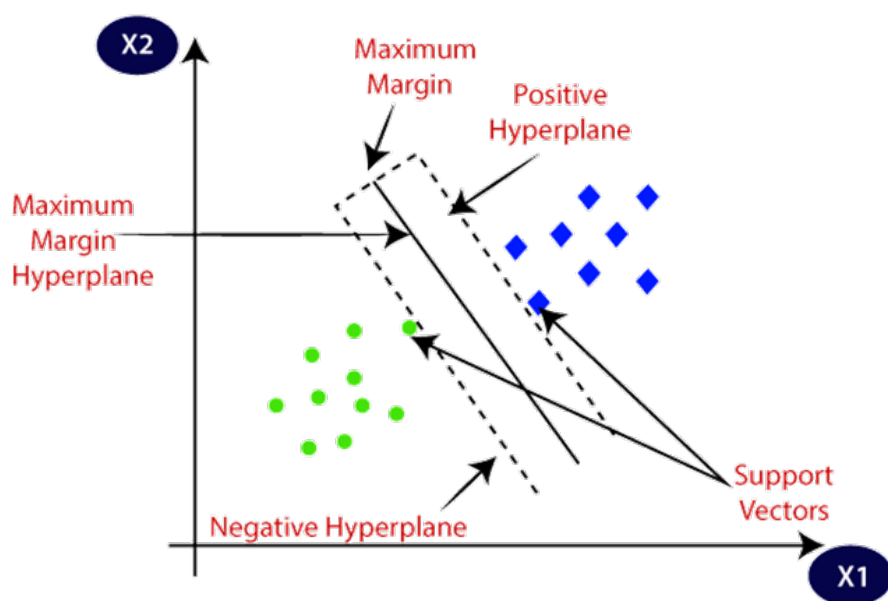 X2
Maximum
Margin
Positive
Hyperplane
Maximum
Margin
Hyperplane
Support
Vectors
Negative Hyperplane
X1